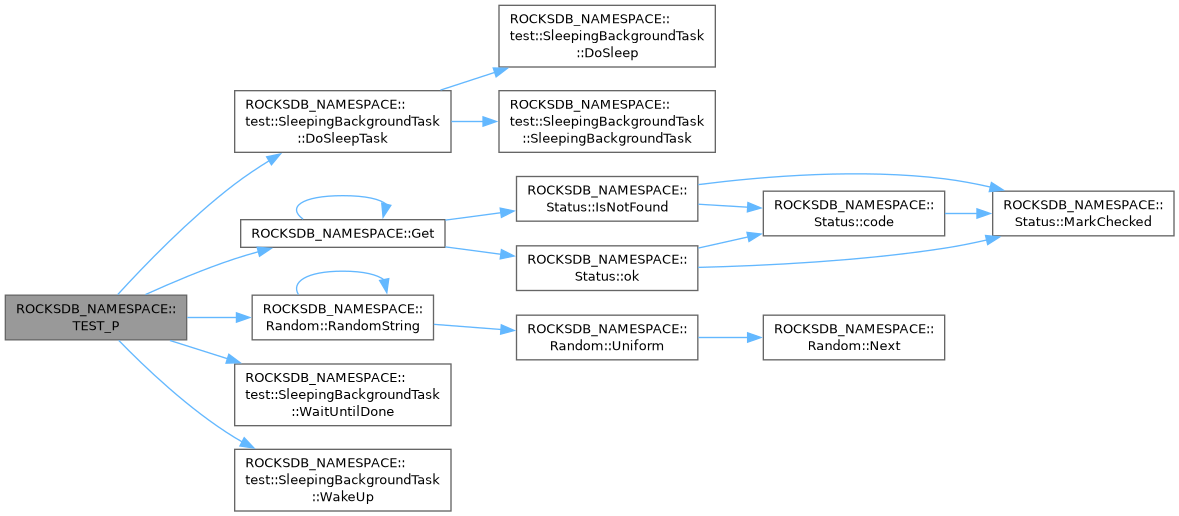 ROCKSDB_NAMESPACE::
TEST_P
ROCKSDB_NAMESPACE::
test::SleepingBackgroundTask
::DoSleepTask
ROCKSDB_NAMESPACE::
test::SleepingBackgroundTask
::DoSleep
ROCKSDB_NAMESPACE::
test::SleepingBackgroundTask
::SleepingBackgroundTask
ROCKSDB_NAMESPACE::Get
ROCKSDB_NAMESPACE::
Status::IsNotFound
ROCKSDB_NAMESPACE::
Status::code
ROCKSDB_NAMESPACE::
Status::MarkChecked
ROCKSDB_NAMESPACE::
Status::ok
ROCKSDB_NAMESPACE::
Random::RandomString
ROCKSDB_NAMESPACE::
Random::Uniform
ROCKSDB_NAMESPACE::
Random::Next
ROCKSDB_NAMESPACE::
test::SleepingBackgroundTask
::WaitUntilDone
ROCKSDB_NAMESPACE::
test::SleepingBackgroundTask
::WakeUp